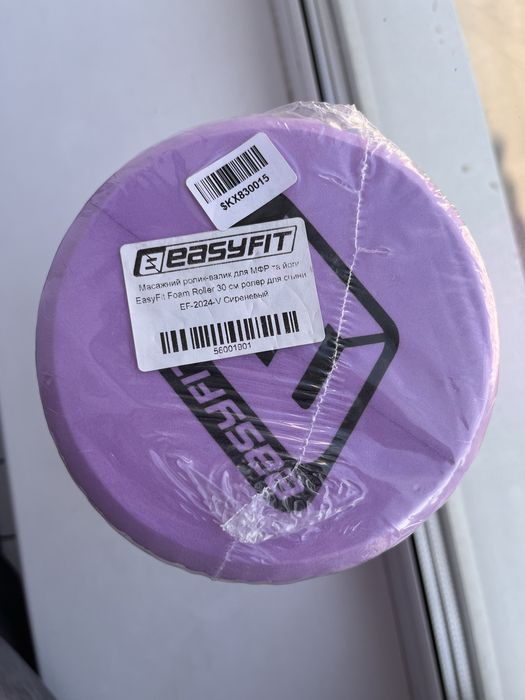 $KX830015
EASYFIT
Масажний ролик-валик для МФР та йоги
EasyFit Foam Roller 30 см ролер для спини
EF-2024-V Сиреневый
56001901
EASYFIT